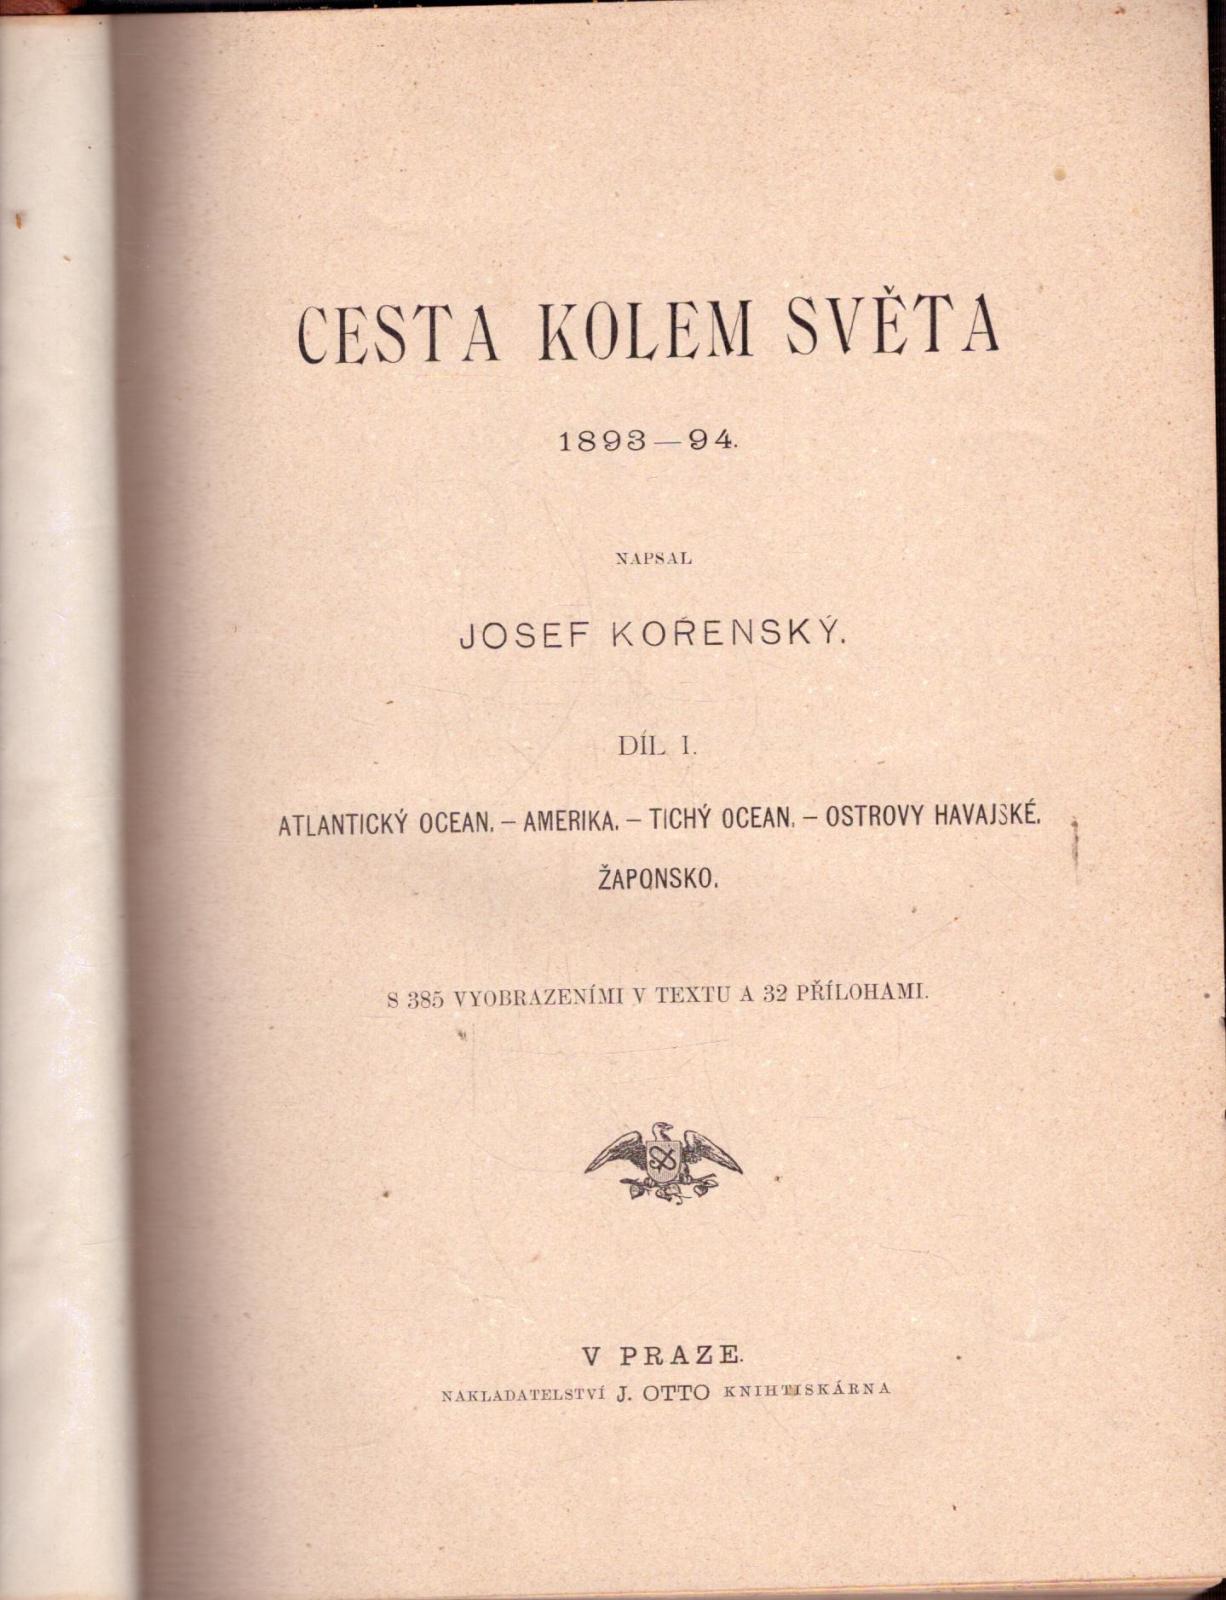 CESTA KOLEM SVĚTA
1893—94.
NAPSAL
JOSEF KOŘENSKÝ.
DÍL I.
ATLANTICKÝ OCEAN. – AMERIKA. – TICHÝ OCEAN. – OSTROVY HAVAJSKÉ.
ŽAPONSKO.
S 385 VYOBRAZENÍMI V TEXTU A 32 PŘÍLOHAMI.
V PRAZE.
NAKLADATELSTVÍ J. OTTO KNIHTISKÁRNA